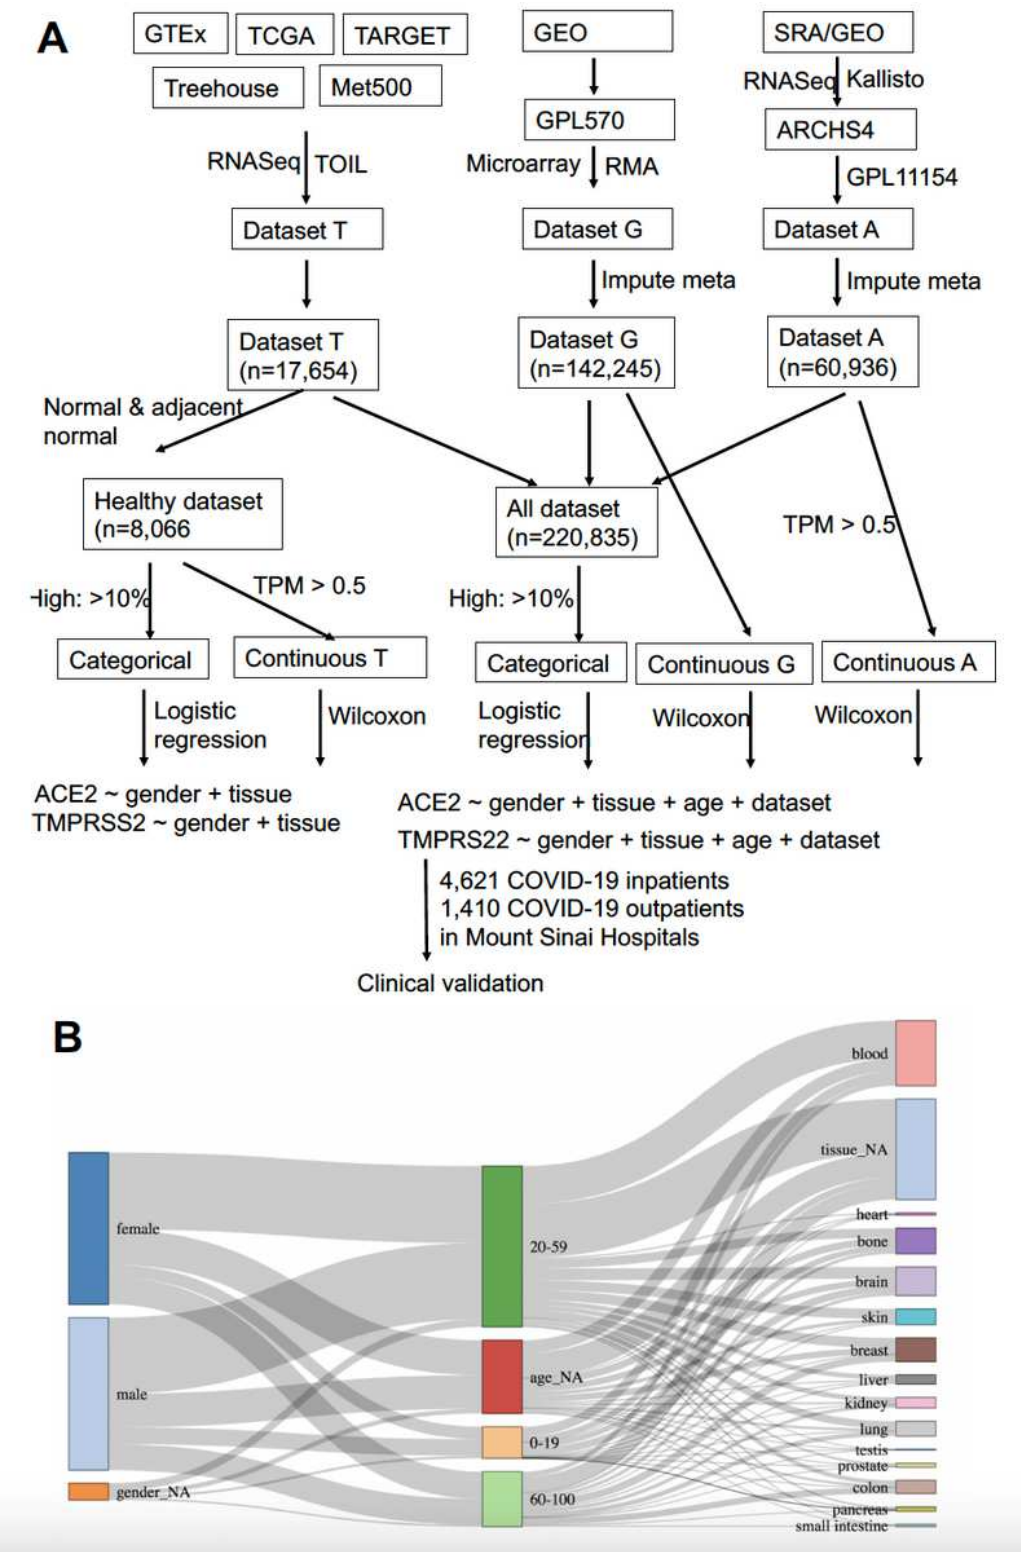 A
GTEx
TCGA
TARGET
Treehouse
Met500
RNASeq
TOIL
Dataset T
Dataset T
(n=17,654)
GEO
GPL570
Microarray
RMA
Dataset G
Impute meta
Dataset G
(n=142,245)
SRA/GEO
RNASeq
Kallisto
ARCHS4
GPL11154
Dataset A
Impute meta
Dataset A
(n=60,936)
Normal & adjacent
normal
Healthy dataset
(n=8,066
All dataset
(n=220,835)
TPM > 0.5
High: >10%
TPM > 0.5
High: >10%
Categorical
Continuous T
Categorical
Continuous G
Continuous A
Logistic
regression
Wilcoxon
Logistic
regression
Wilcoxon
Wilcoxon
ACE2 ~ gender + tissue
TMPRSS2 ~ gender + tissue
ACE2 ~ gender + tissue + age + dataset
TMPRS22 ~ gender + tissue + age + dataset
4,621 COVID-19 inpatients
1,410 COVID-19 outpatients
in Mount Sinai Hospitals
Clinical validation
B
female
male
gender_NA
20-59
age_NA
0-19
60-100
blood
tissue_NA
heart
bone
brain
skin
breast
liver
kidney
lung
testis
prostate
colon
pancreas
small intestine